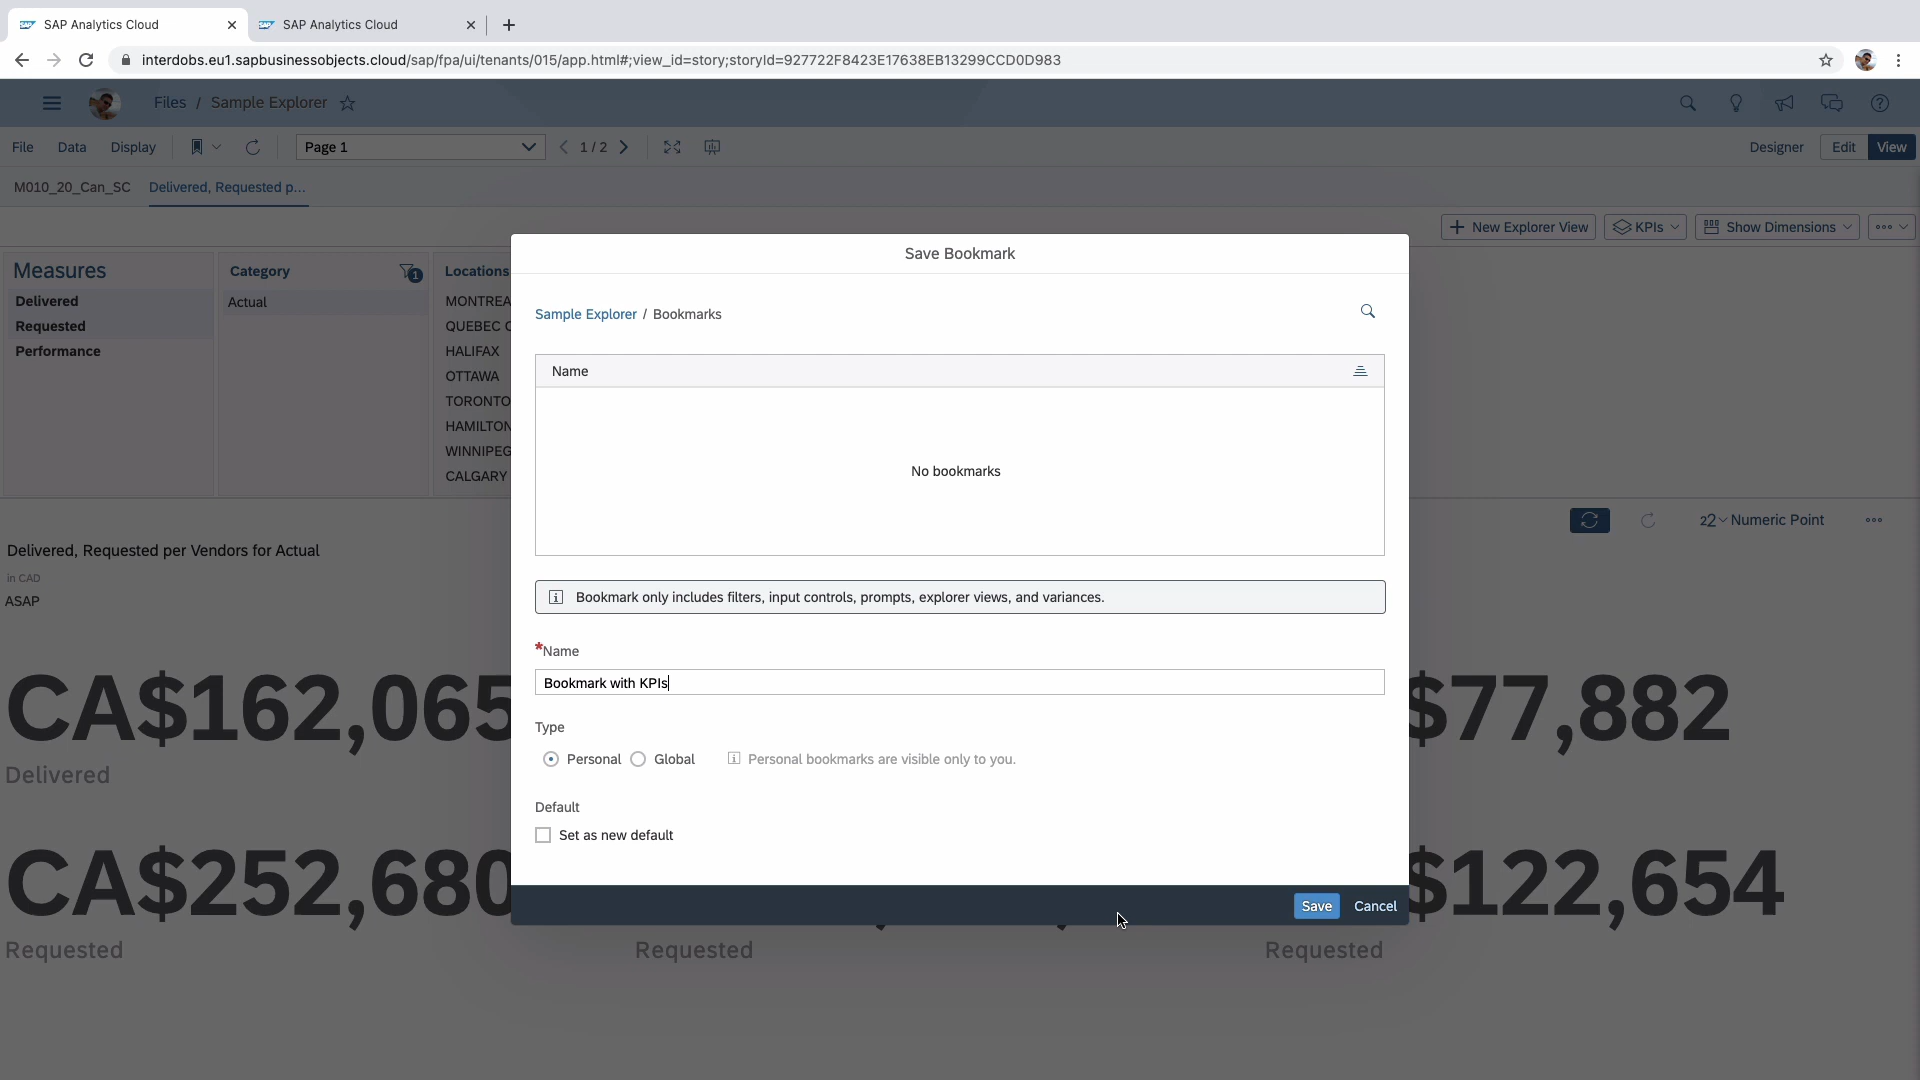 SAP Analytics Cloud
SAP Analytics Cloud
interdobs.eu1.sapbusinessobjects.cloud/sap/fpa/ui/tenants/015/app.html#;view_id=story;storyId=927722F8423E17638EB13299CCD0D983
Files / Sample Explorer
File Data Display Page 1 1 / 2 Designer Edit View
M010_20_Can_SC Delivered, Requested p...
New Explorer View KPIs Show Dimensions
Measures
Delivered
Requested
Performance
Category 1
Actual
Locations
MONTREA
QUEBEC C
HALIFAX
OTTAWA
TORONTO
HAMILTON
WINNIPEG
CALGARY
Save Bookmark
Sample Explorer / Bookmarks
Name
No bookmarks
Bookmark only includes filters, input controls, prompts, explorer views, and variances.
*Name
Bookmark with KPIs
Type
Personal Global Personal bookmarks are visible only to you.
Default
Set as new default
Save Cancel
22 Numeric Point
Delivered, Requested per Vendors for Actual
in CAD
ASAP
CA$162,065
$77,882
Delivered
CA$252,680
$122,654
Requested
Requested
Requested